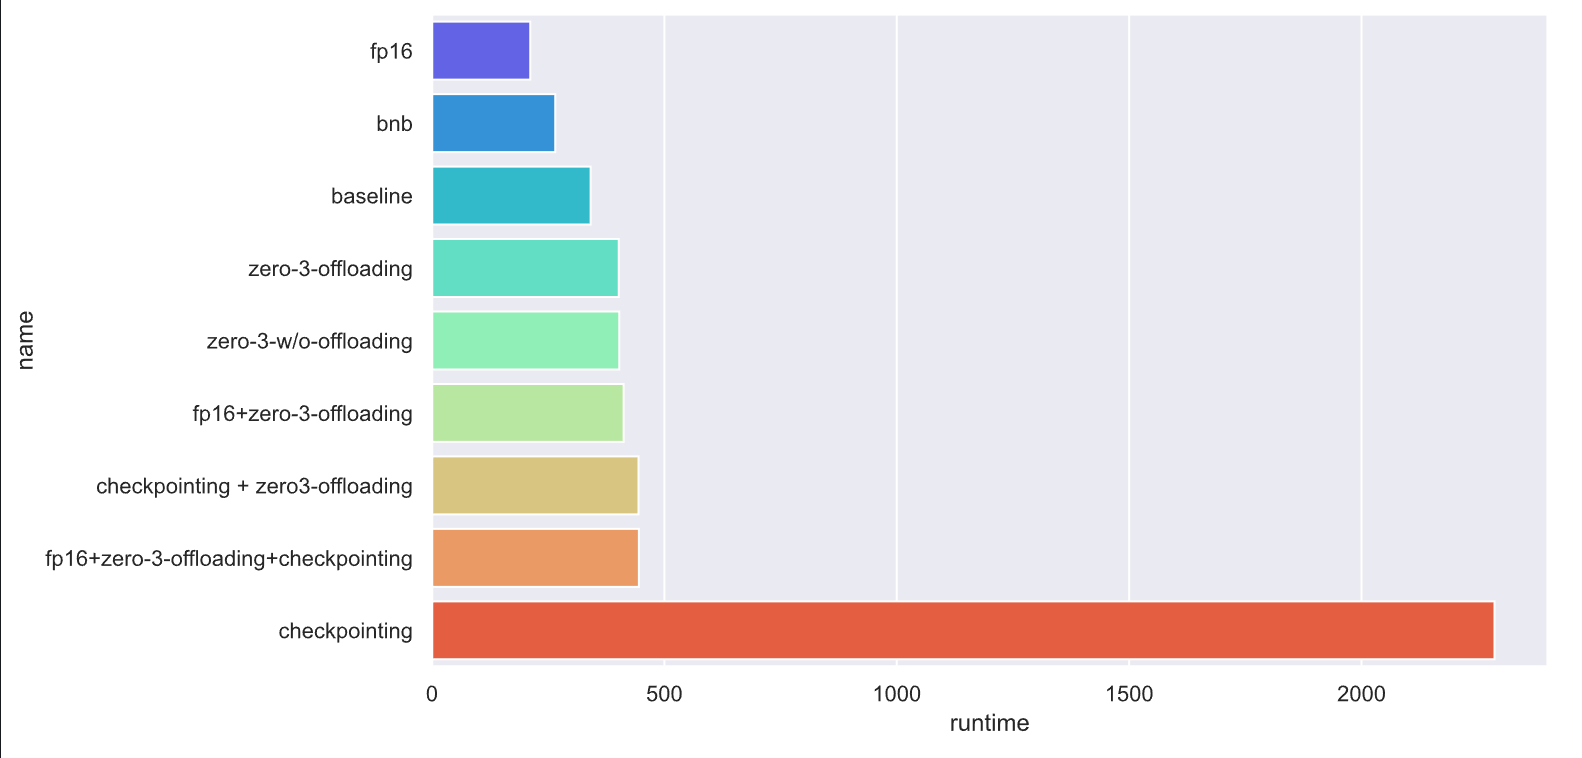 fp16
bnb
baseline
zero-3-offloading
zero-3-w/o-offloading
fp16+zero-3-offloading
checkpointing + zero3-offloading
fp16+zero-3-offloading+checkpointing
checkpointing
name
0 500 1000 1500 2000
runtime